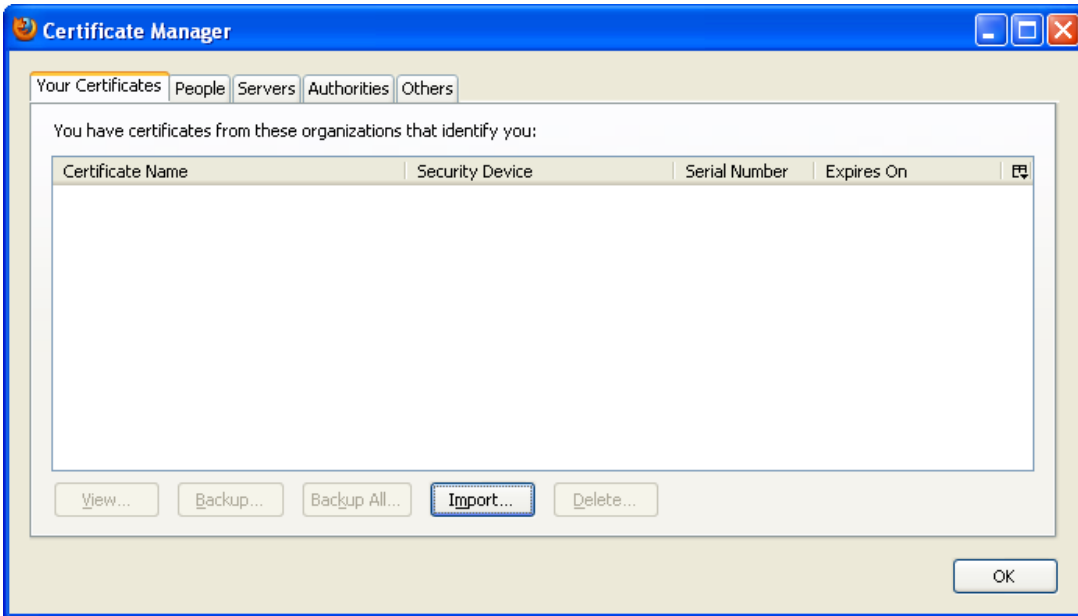 Certificate Manager
Your Certificates People Servers Authorities Others
You have certificates from these organizations that identify you:
Certificate Name Security Device Serial Number Expires On
View... Backup... Backup All... Import... Delete...
OK